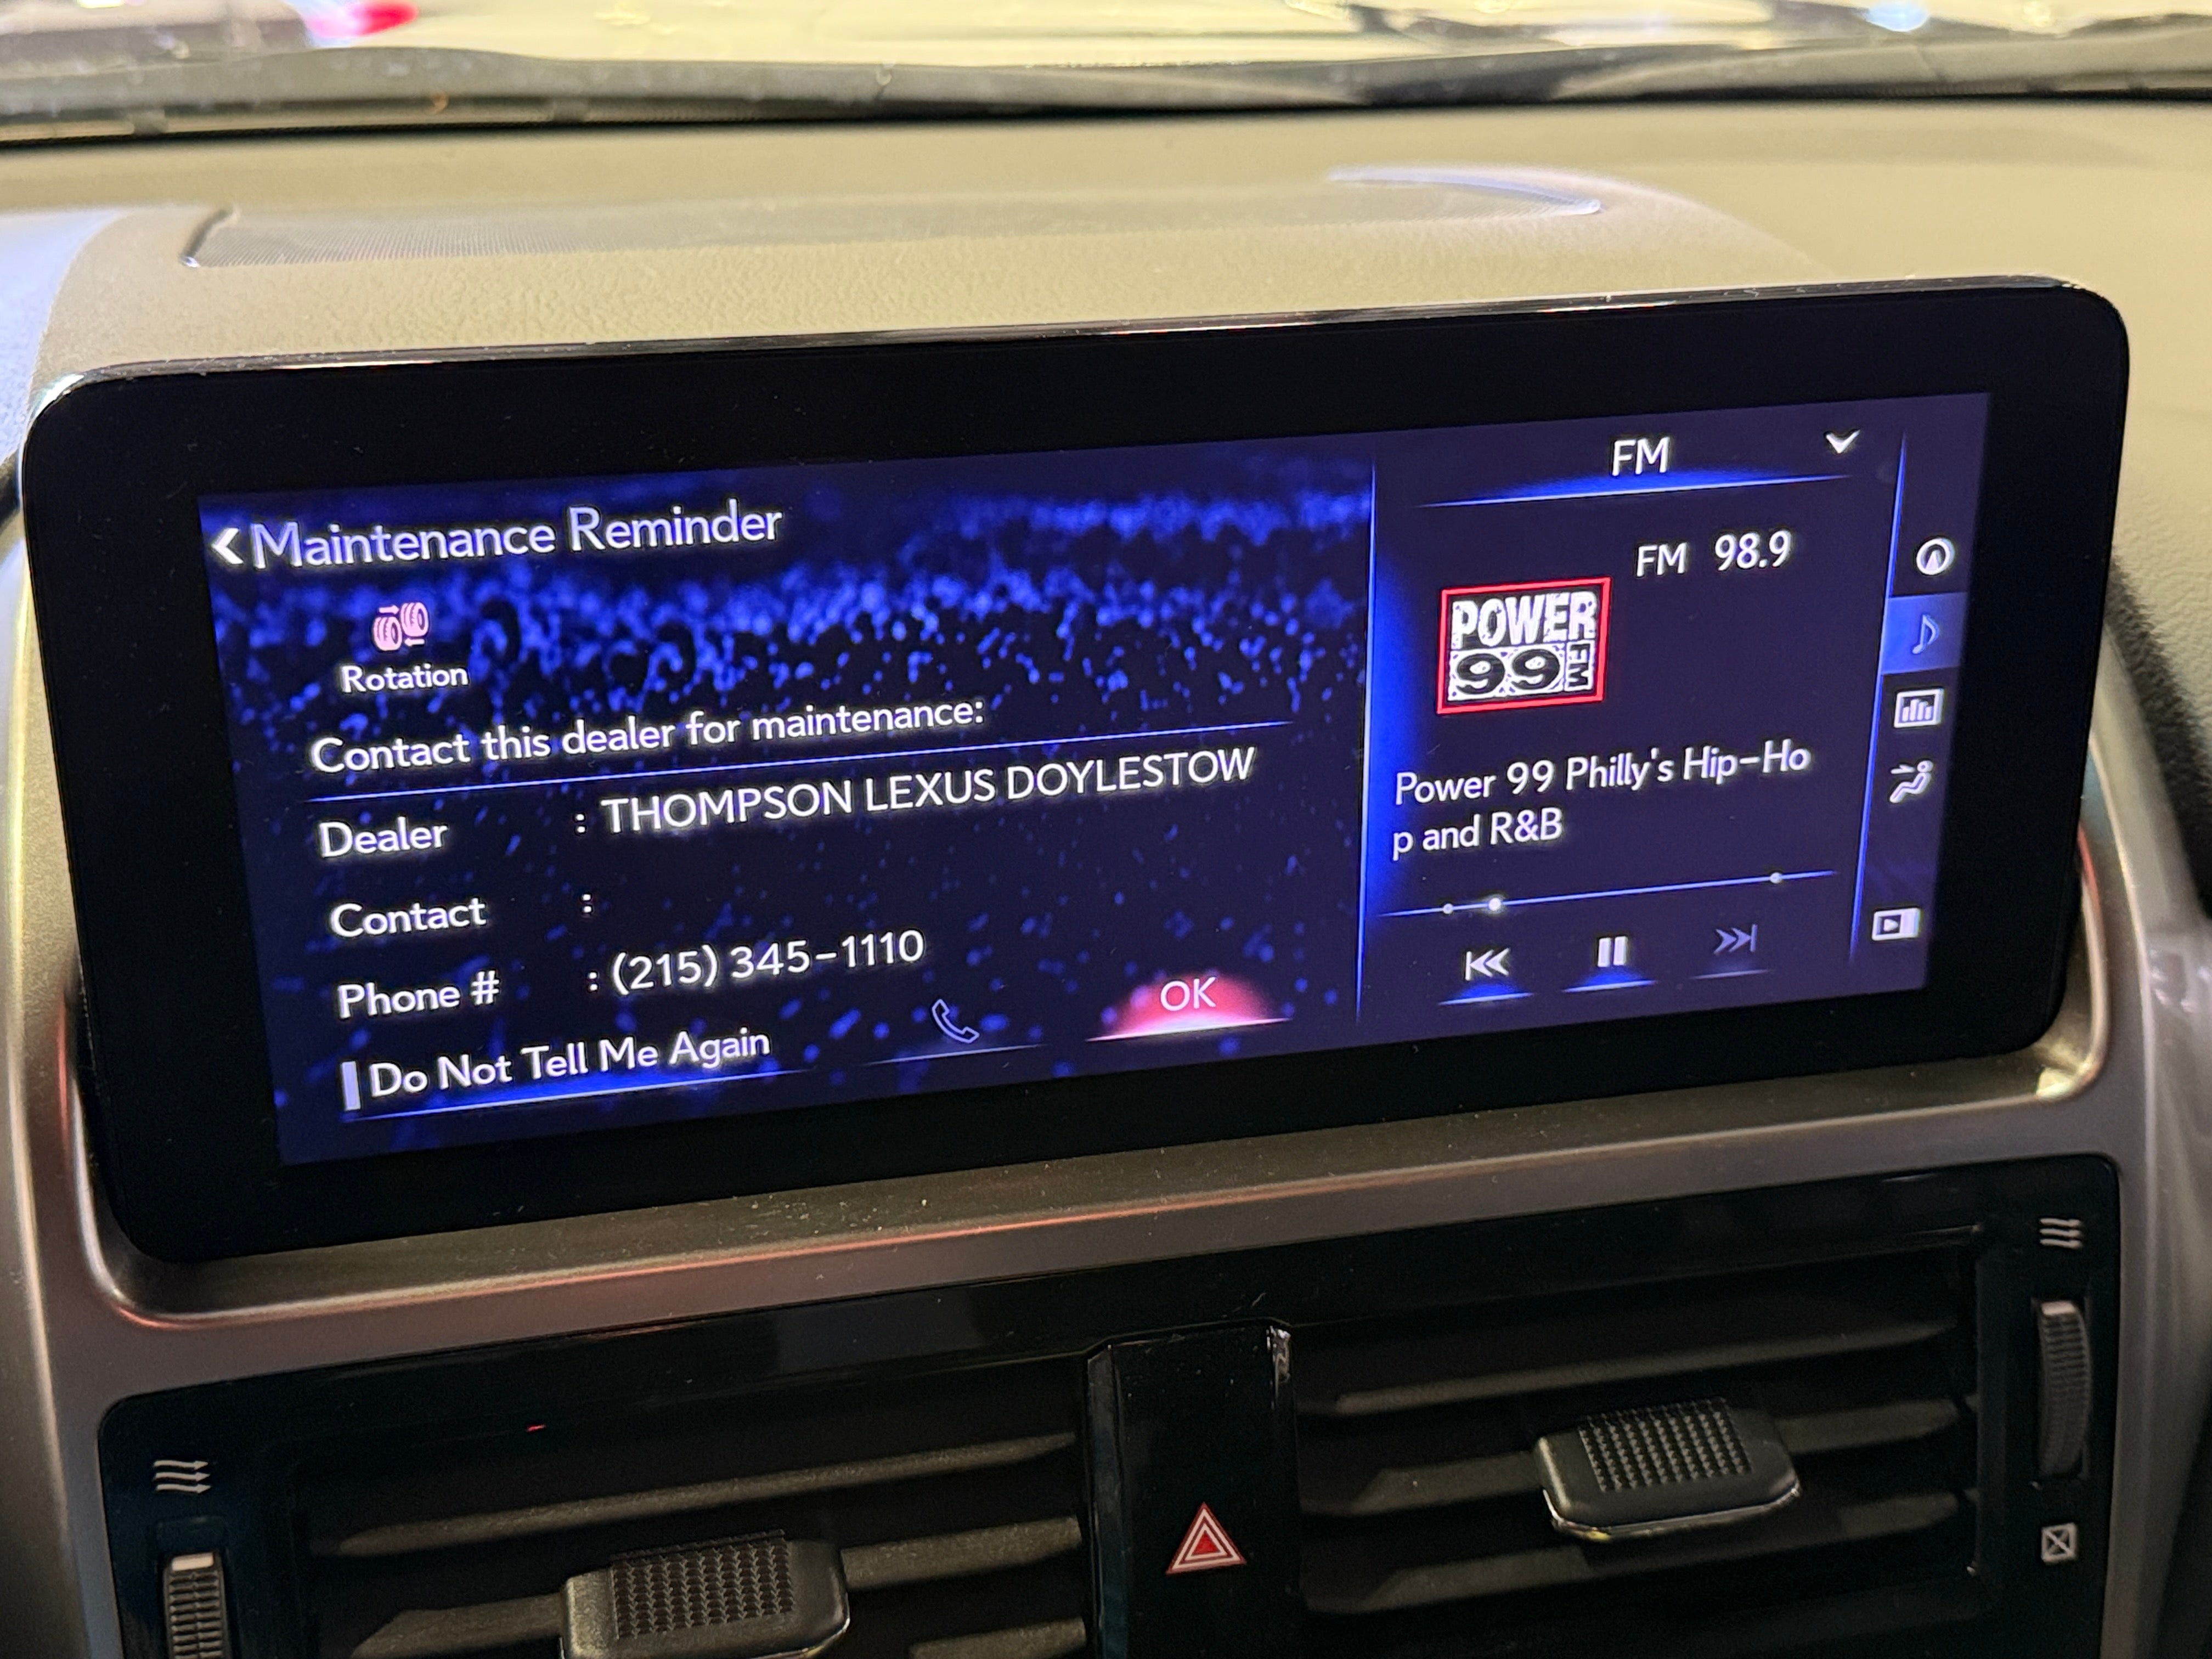 Maintenance Reminder
Rotation
Contact this dealer for maintenance:
Dealer : THOMPSON LEXUS DOYLESTOW
Contact :
Phone # : (215) 345-1110
Do Not Tell Me Again
OK
FM
FM 98.9
POWER
99 FM
Power 99 Philly's Hip-Ho
p and R&B